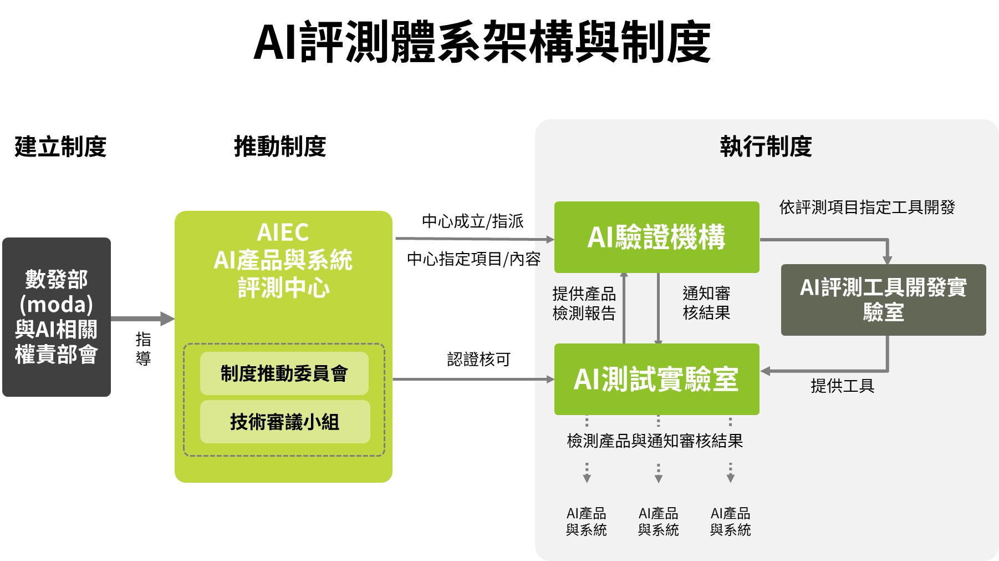 AI評測體系架構與制度
建立制度
推動制度
執行制度
數發部
(moda)
與AI相關
權責部會
指
導
AIEC
AI產品與系統
評測中心
制度推動委員會
技術審議小組
中心成立/指派
中心指定項目/內容
認證核可
AI驗證機構
依評測項目指定工具開發
提供產品
檢測報告
通知審
核結果
AI評測工具開發實
驗室
AI測試實驗室
提供工具
檢測產品與通知審核結果
AI產品
與系統
AI產品
與系統
AI產品
與系統